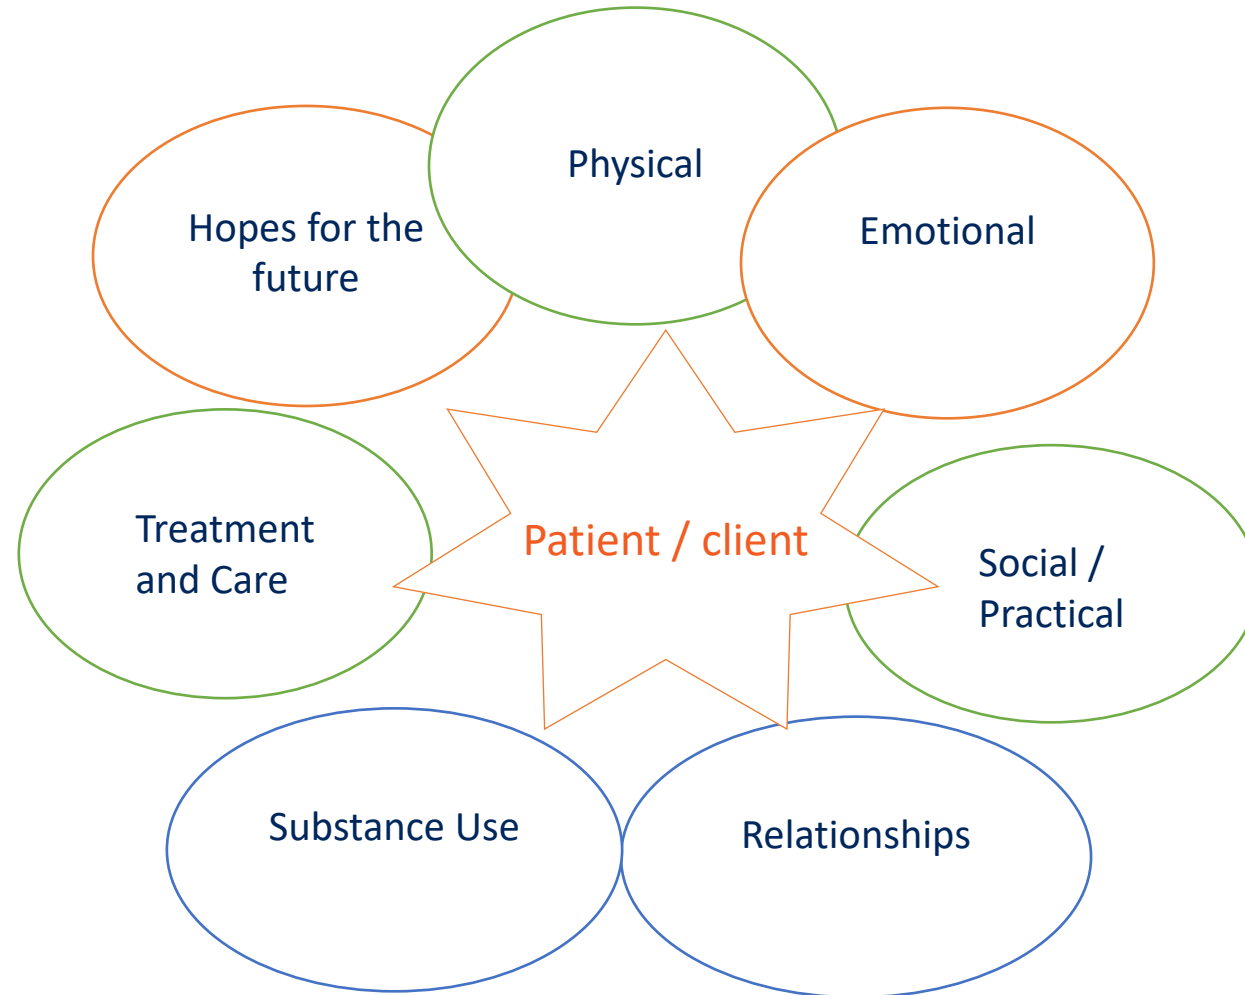 Physical
Hopes for the
future
Emotional
Treatment
and Care
Patient / client
Social /
Practical
Substance Use
Relationships